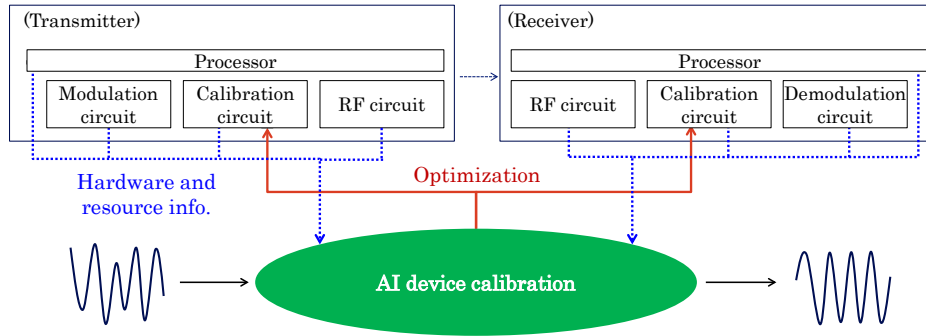 (Transmitter)
Processor
Modulation
circuit
Calibration
circuit
RF circuit
(Receiver)
Processor
RF circuit
Calibration
circuit
Demodulation
circuit
Hardware and
resource info.
Optimization
AI device calibration